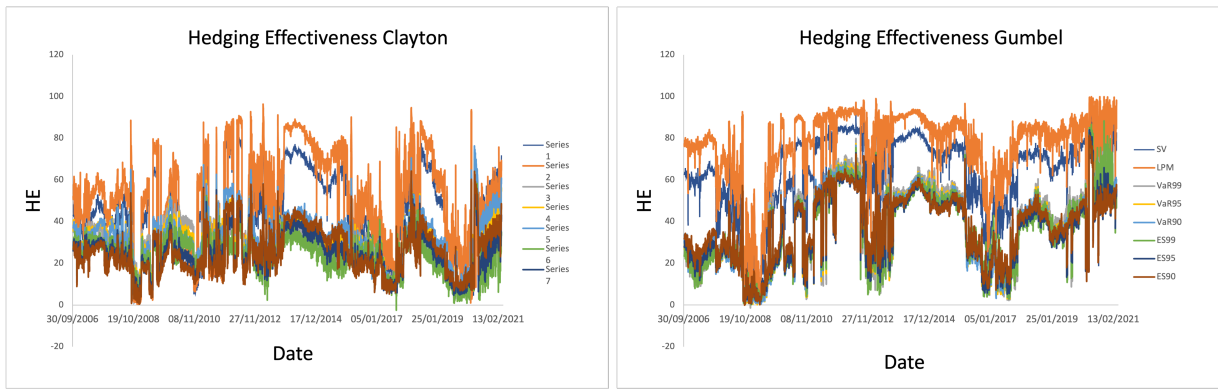 Hedging Effectiveness Clayton
120
100
80
60
40
20
0
-20
HE
30/09/2006 19/10/2008 08/11/2010 27/11/2012 17/12/2014 05/01/2017 25/01/2019 13/02/2021
Date
Series
1
Series
2
Series
3
Series
4
Series
5
Series
6
Series
7
Hedging Effectiveness Gumbel
120
100
80
60
40
20
0
-20
HE
30/09/2006 19/10/2008 08/11/2010 27/11/2012 17/12/2014 05/01/2017 25/01/2019 13/02/2021
Date
SV
LPM
VaR99
VaR95
VaR90
ES99
ES95
ES90